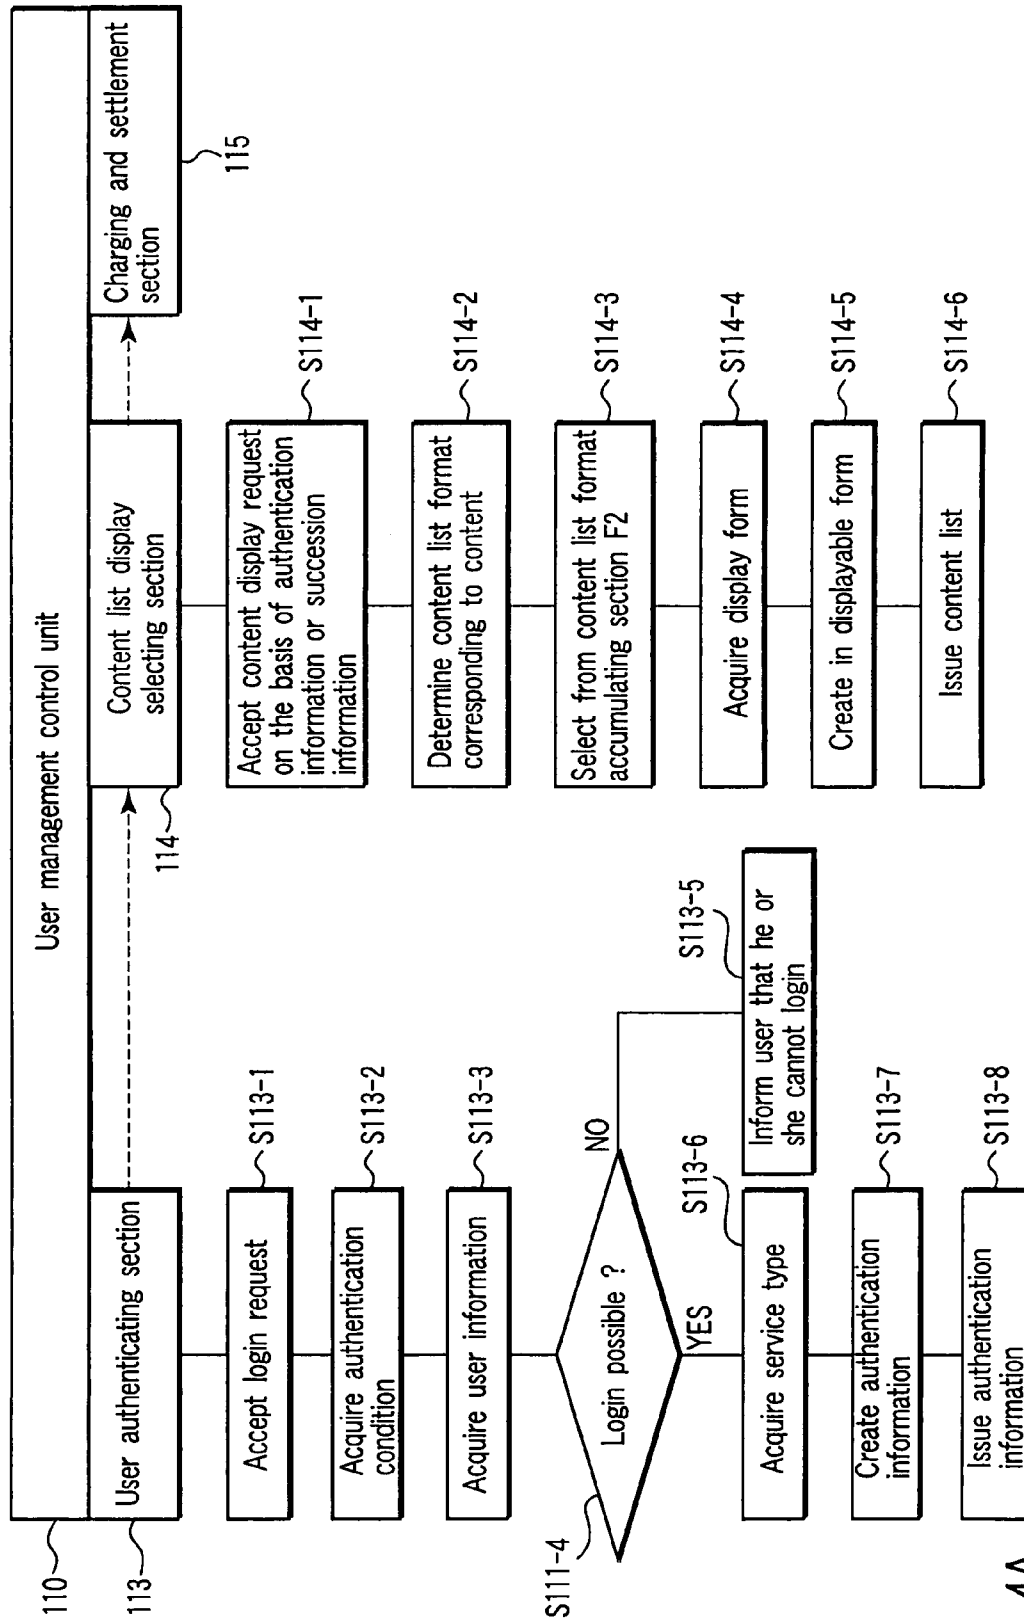 User management control unit
110
113
User authenticating section
114
Content list display
selecting section
Charging and settlement
section
115
Accept login request
S113-1
Acquire authentication
condition
S113-2
Acquire user information
S113-3
Login possible ?
S111-4
NO
YES
Inform user that he or
she cannot login
S113-5
Acquire service type
S113-6
Create authentication
information
S113-7
Issue authentication
information
S113-8
Accept content display request
on the basis of authentication
information or succession
information
S114-1
Determine content list format
corresponding to content
S114-2
Select from content list format
accumulating section F2
S114-3
Acquire display form
S114-4
Create in displayable form
S114-5
Issue content list
S114-6